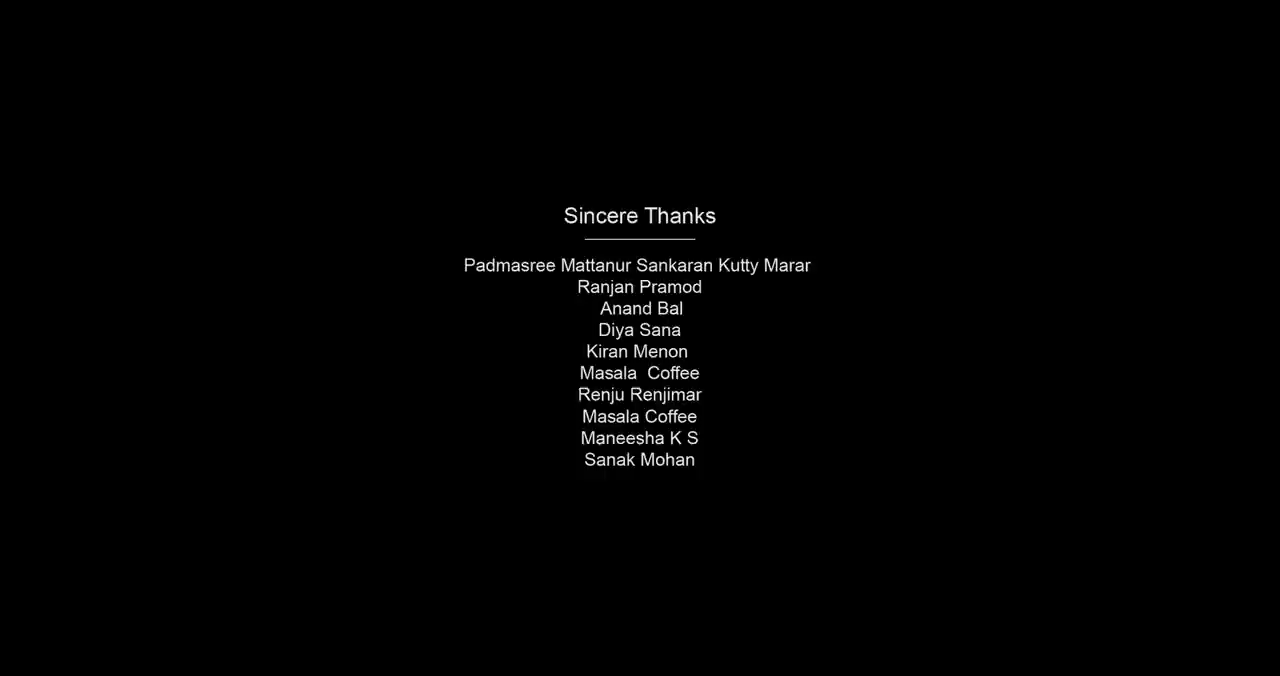 Sincere Thanks
Padmasree Mattanur Sankaran Kutty Marar
Ranjan Pramod
Anand Bal
Diya Sana
Kiran Menon
Masala  Coffee
Renju Renjimar
Masala Coffee
Maneesha K S
Sanak Mohan